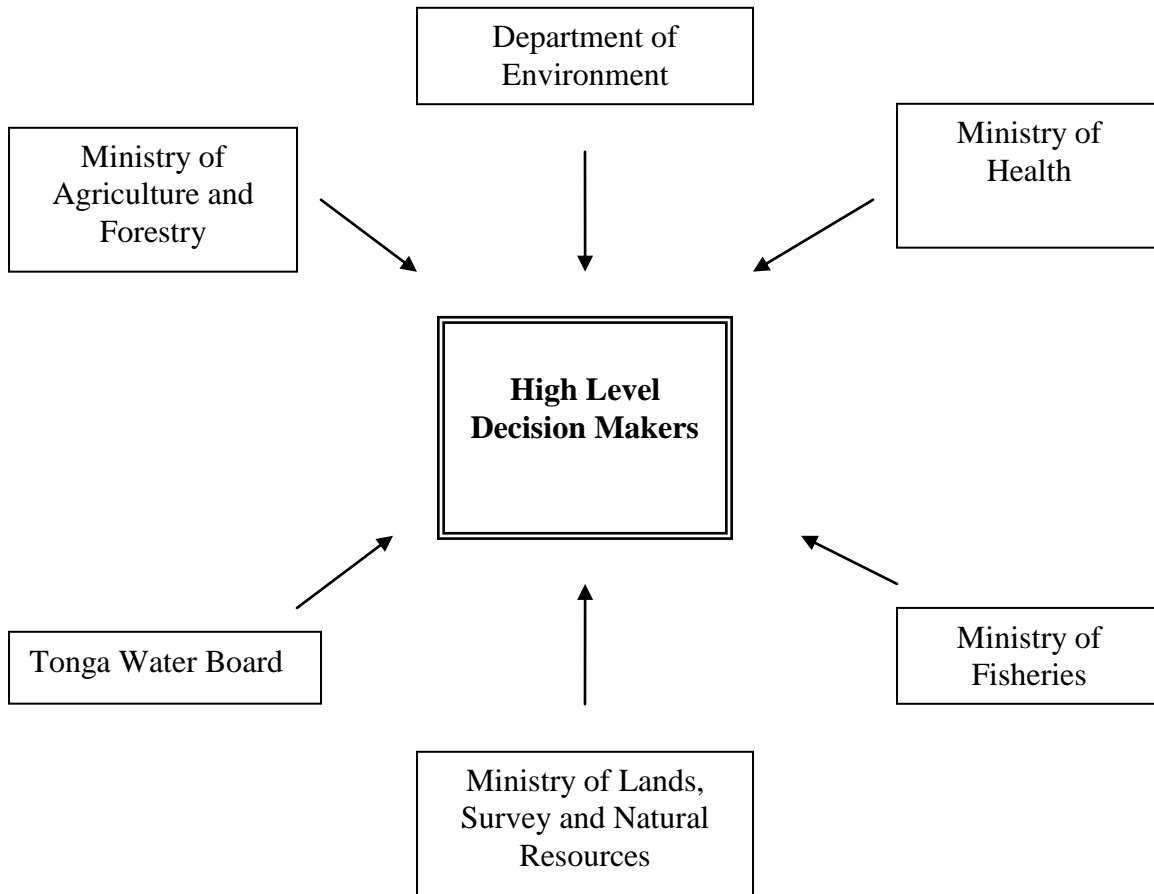 Department of
Environment
Ministry of
Agriculture and
Forestry
Ministry of
Health
High Level
Decision Makers
Tonga Water Board
Ministry of
Fisheries
Ministry of Lands,
Survey and Natural
Resources